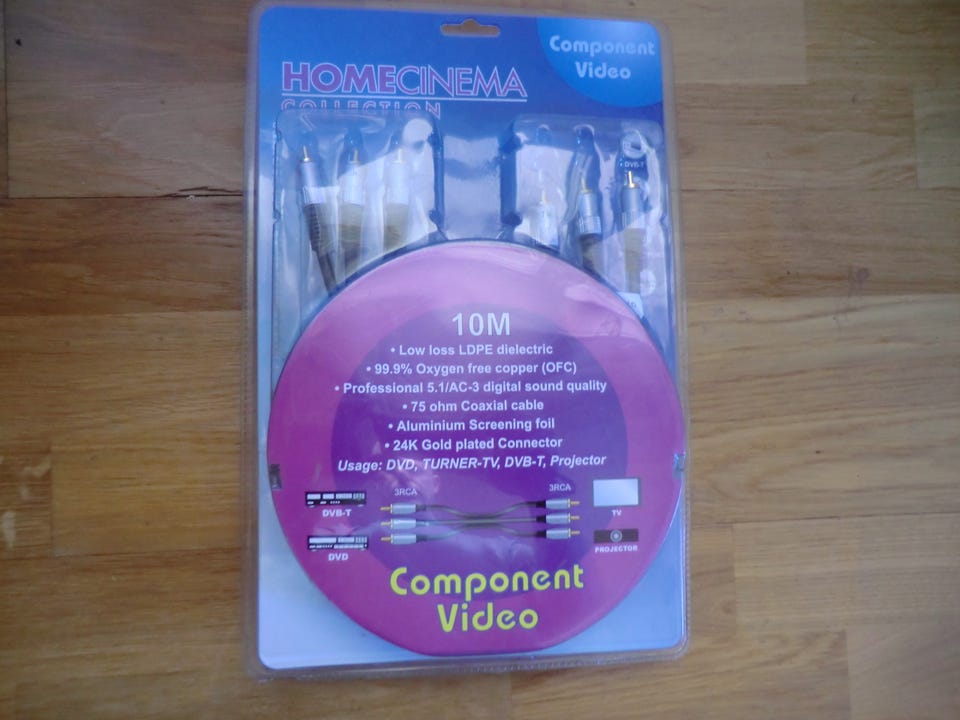 Component
Video
HOMECINEMA
COLLECTION
DVB-T
10M
• Low loss LDPE dielectric
• 99.9% Oxygen free copper (OFC)
• Professional 5.1/AC-3 digital sound quality
• 75 ohm Coaxial cable
• Aluminium Screening foil
• 24K Gold plated Connector
Usage: DVD, TURNER-TV, DVB-T, Projector
3RCA
3RCA
DVB-T
TV
DVD
PROJECTOR
Component
Video